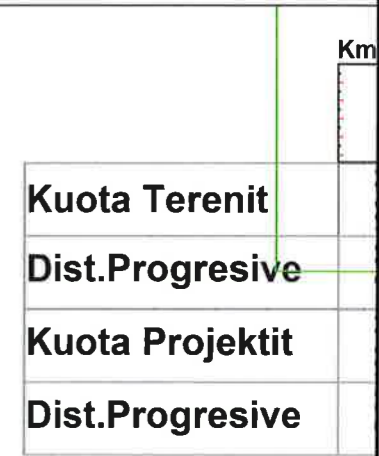 Km
Kuota Terenit
Dist.Progresive
Kuota Projektit
Dist.Progresive